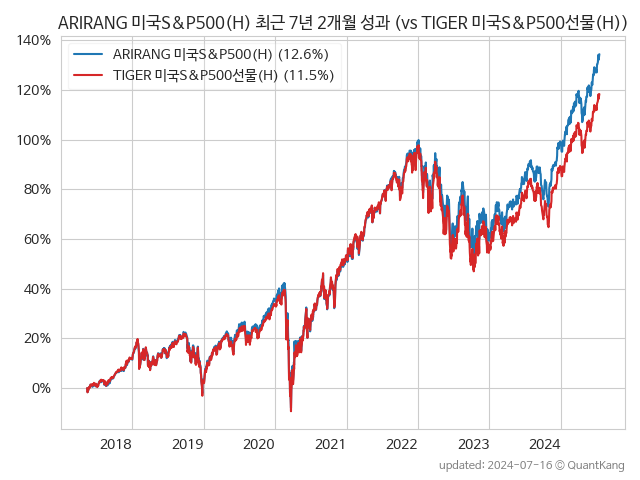 ARIRANG 미국S&P500(H) 최근 7년 2개월 성과 (vs TIGER 미국S&P500선물(H))
140%
ARIRANG 미국S&P500(H) (12.6%)
TIGER 미국S&P500선물(H) (11.5%)
120%
100%
80%
60%
40%
20%
0%
2018 2019 2020 2021 2022 2023 2024
updated: 2024-07-16 © QuantKang